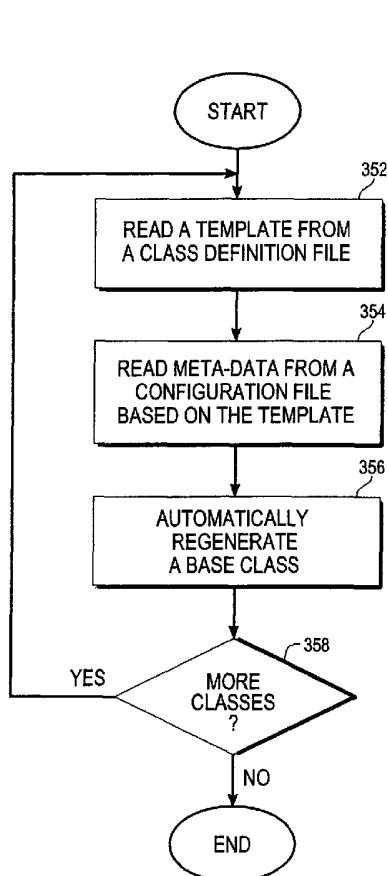 START
352
READ A TEMPLATE FROM
A CLASS DEFINITION FILE
354
READ META-DATA FROM A
CONFIGURATION FILE
BASED ON THE TEMPLATE
356
AUTOMATICALLY
REGENERATE
A BASE CLASS
358
YES
MORE
CLASSES
?
NO
END